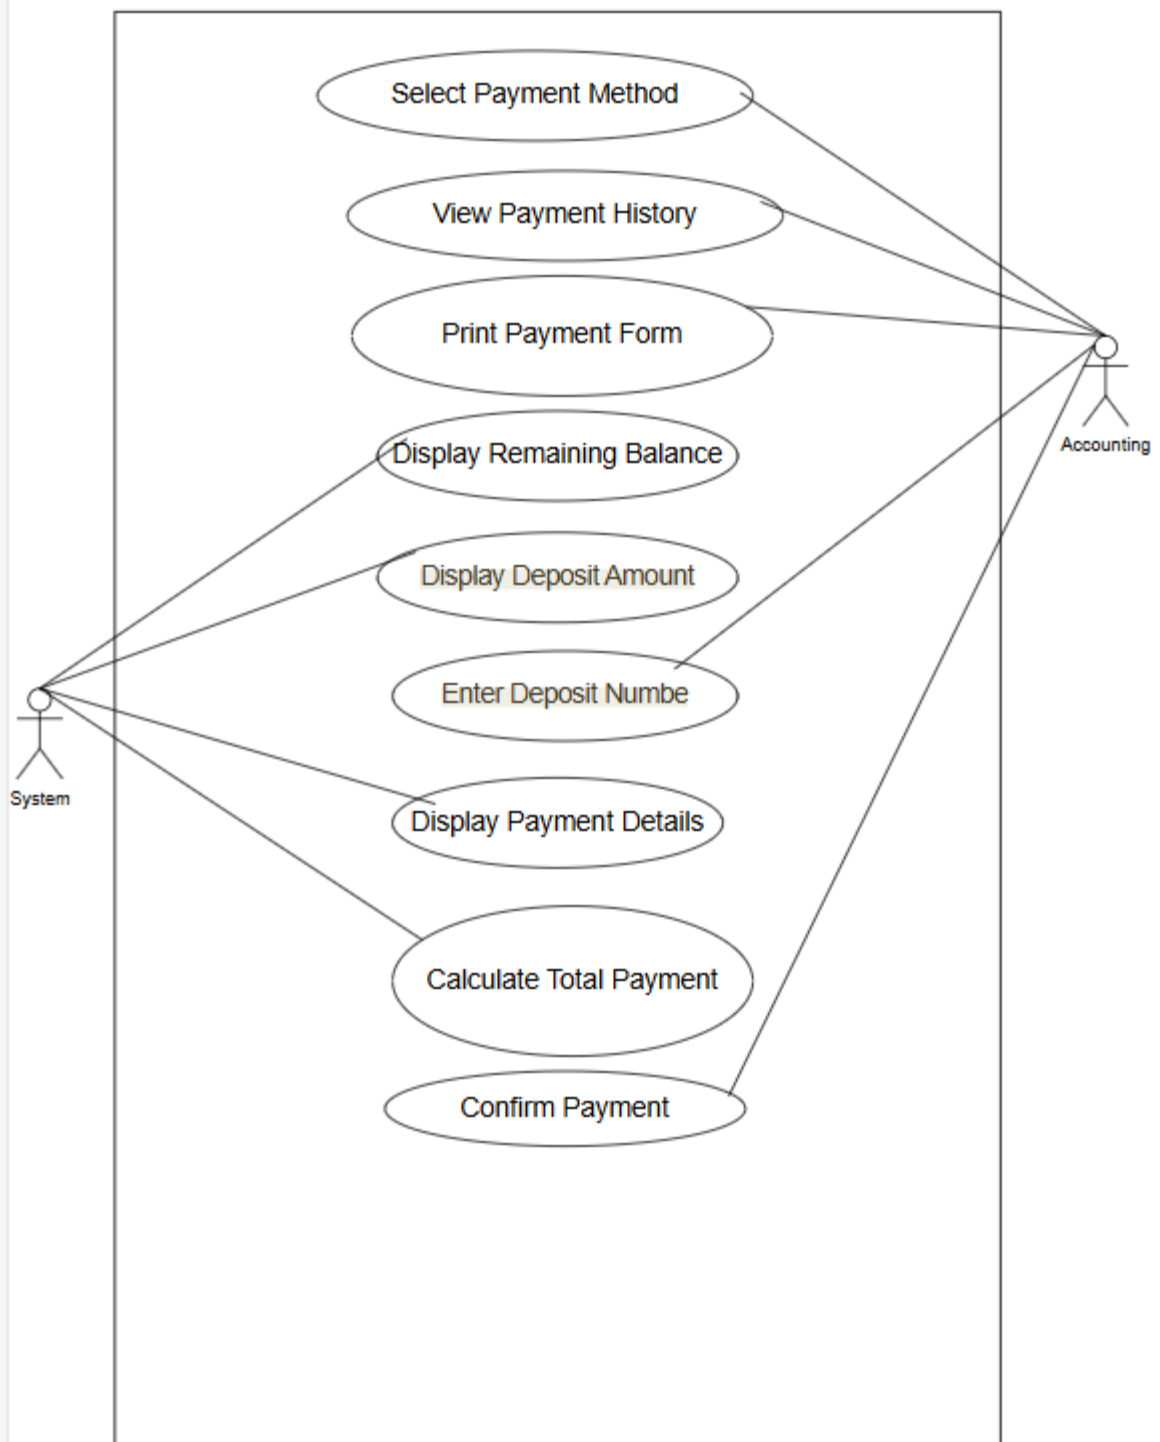 Select Payment Method
View Payment History
Print Payment Form
Accounting
Display Remaining Balance
Display Deposit Amount
Enter Deposit Numbe
System
Display Payment Details
Calculate Total Payment
Confirm Payment